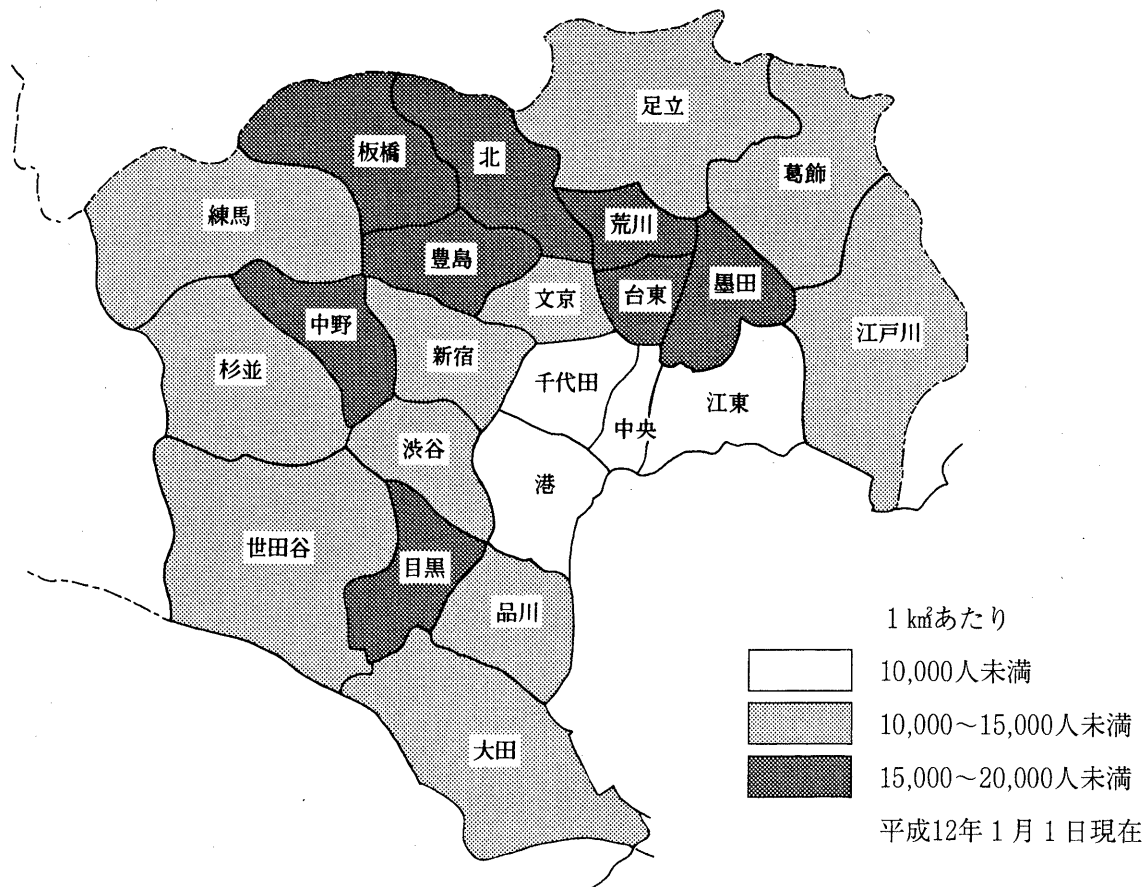 足立
葛飾
板橋
北
練馬
荒川
豊島
墨田
台東
文京
中野
江戸川
新宿
杉並
千代田
江東
中央
渋谷
港
世田谷
目黒
品川
大田
1㎢あたり
10,000人未満
10,000～15,000人未満
15,000～20,000人未満
平成12年1月1日現在